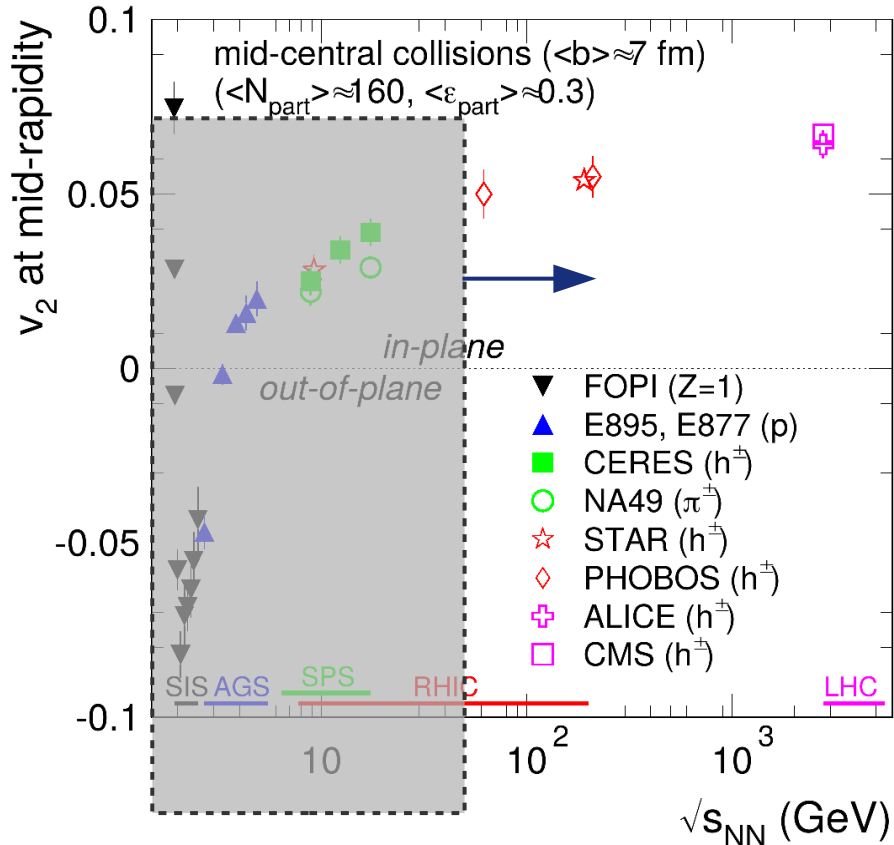 0.1
mid-central collisions (<b>≈7 fm)
(<N_part>≈160, <ε_part>≈0.3)
v_2 at mid-rapidity
0.05
in-plane
0
out-of-plane
FOPI (Z=1)
E895, E877 (p)
CERES (h^±)
NA49 (π^±)
STAR (h^±)
PHOBOS (h^±)
ALICE (h^±)
CMS (h^±)
-0.05
SIS AGS SPS RHIC LHC
-0.1
10 10^2 10^3
√s_NN (GeV)